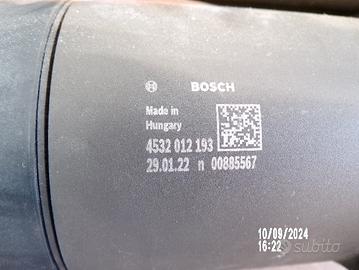 BOSCH
Made in
Hungary
4532 012 193
29.01.22 n 00885567
10/09/2024
16:22
subito